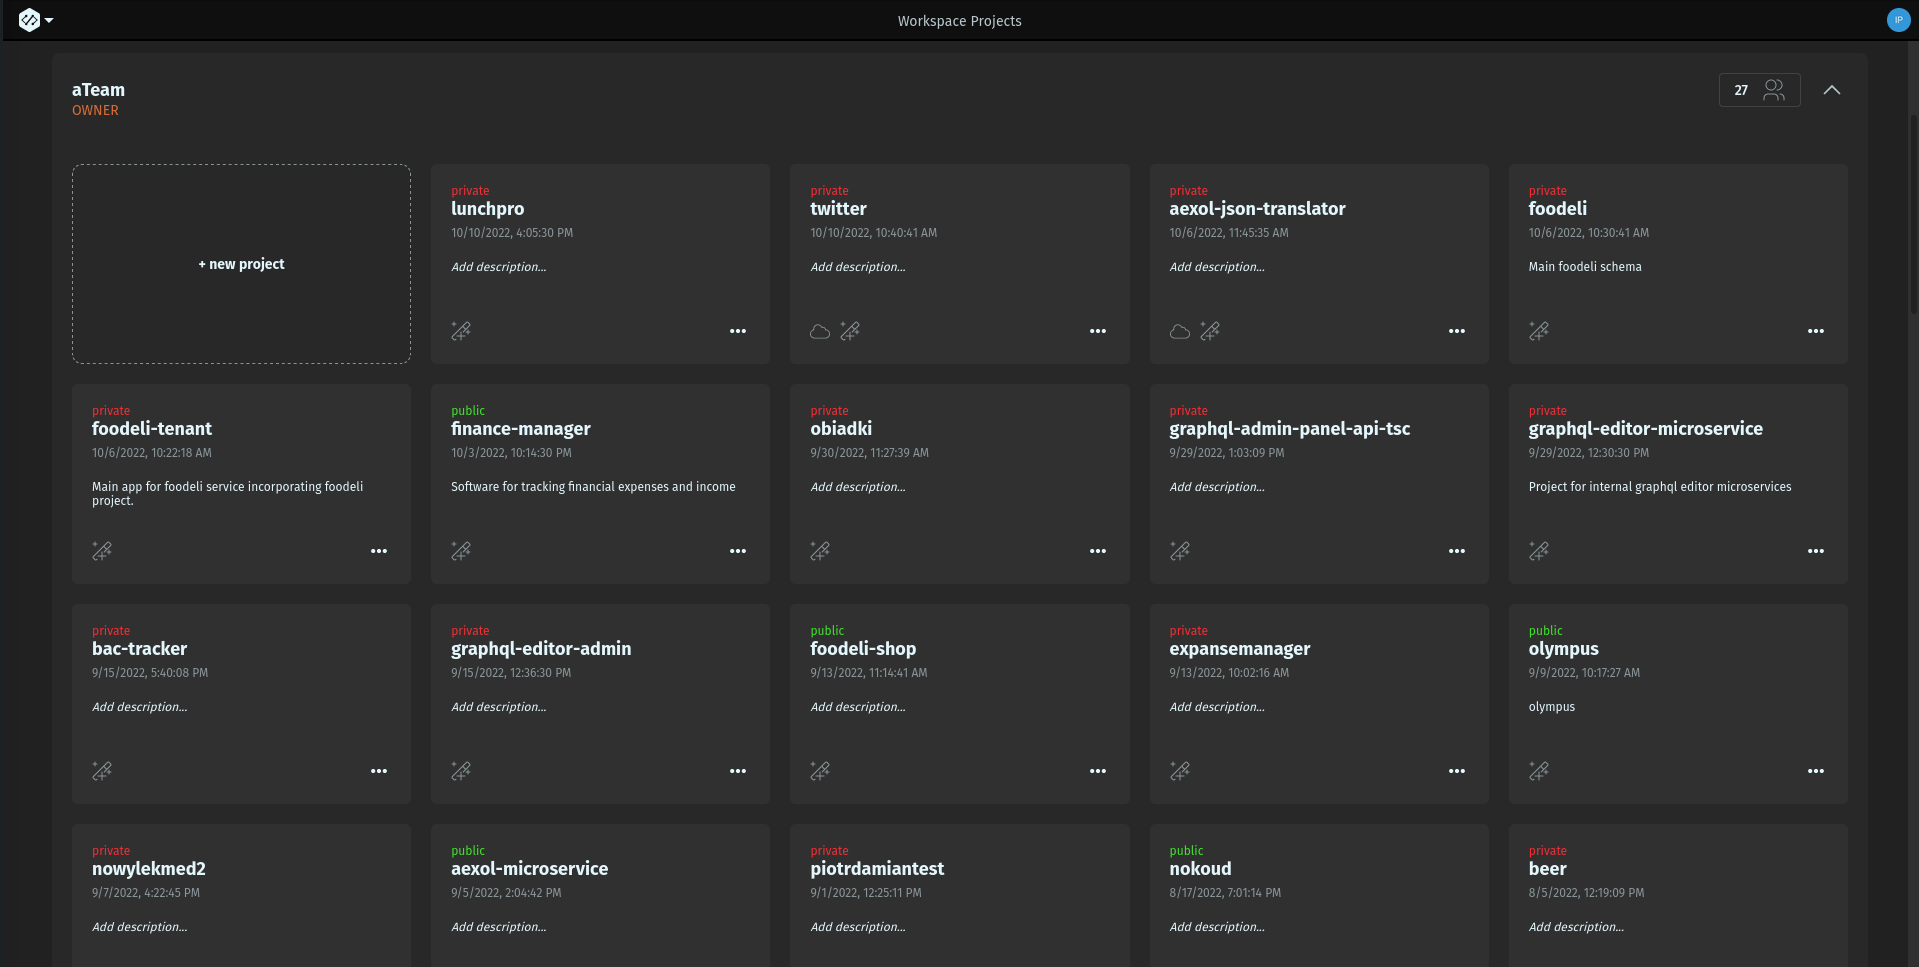 Workspace Projects
IP
aTeam
OWNER
27
+ new project
private
lunchpro
10/10/2022, 4:05:30 PM
Add description...
private
twitter
10/10/2022, 10:40:41 AM
Add description...
private
aexol-json-translator
10/6/2022, 11:45:35 AM
Add description...
private
foodeli
10/6/2022, 10:30:41 AM
Main foodeli schema
private
foodeli-tenant
10/6/2022, 10:22:18 AM
Main app for foodeli service incorporating foodeli
project.
public
finance-manager
10/3/2022, 10:14:30 PM
Software for tracking financial expenses and income
private
obiadki
9/30/2022, 11:27:39 AM
Add description...
private
graphql-admin-panel-api-tsc
9/29/2022, 1:03:09 PM
Add description...
private
graphql-editor-microservice
9/29/2022, 12:30:30 PM
Project for internal graphql editor microservices
private
bac-tracker
9/15/2022, 5:40:08 PM
Add description...
private
graphql-editor-admin
9/15/2022, 12:36:30 PM
Add description...
public
foodeli-shop
9/13/2022, 11:14:41 AM
Add description...
private
expansemanager
9/13/2022, 10:02:16 AM
Add description...
public
olympus
9/9/2022, 10:17:27 AM
olympus
private
nowylekmed2
9/7/2022, 4:22:45 PM
Add description...
public
aexol-microservice
9/5/2022, 2:04:42 PM
Add description...
private
piotrdamiantest
9/1/2022, 12:25:11 PM
Add description...
public
nokoud
8/17/2022, 7:01:14 PM
Add description...
private
beer
8/5/2022, 12:19:09 PM
Add description...